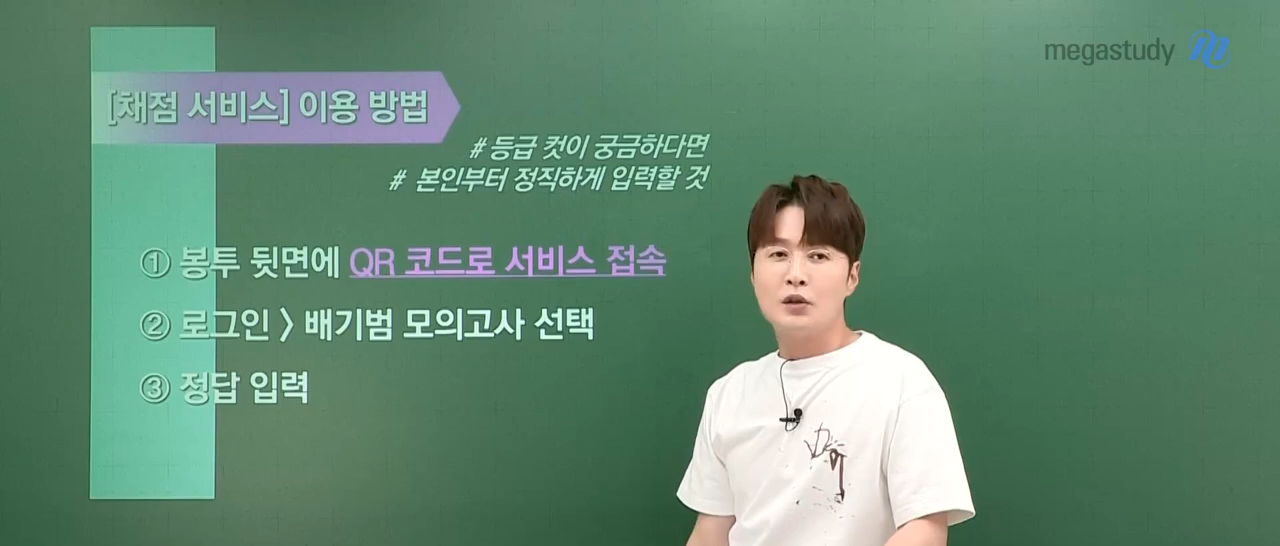 megastudy
[채점 서비스] 이용 방법
# 등급 컷이 궁금하다면
# 본인부터 정직하게 입력할 것
① 봉투 뒷면에 QR 코드로 서비스 접속
② 로그인 > 배기범 모의고사 선택
③ 정답 입력